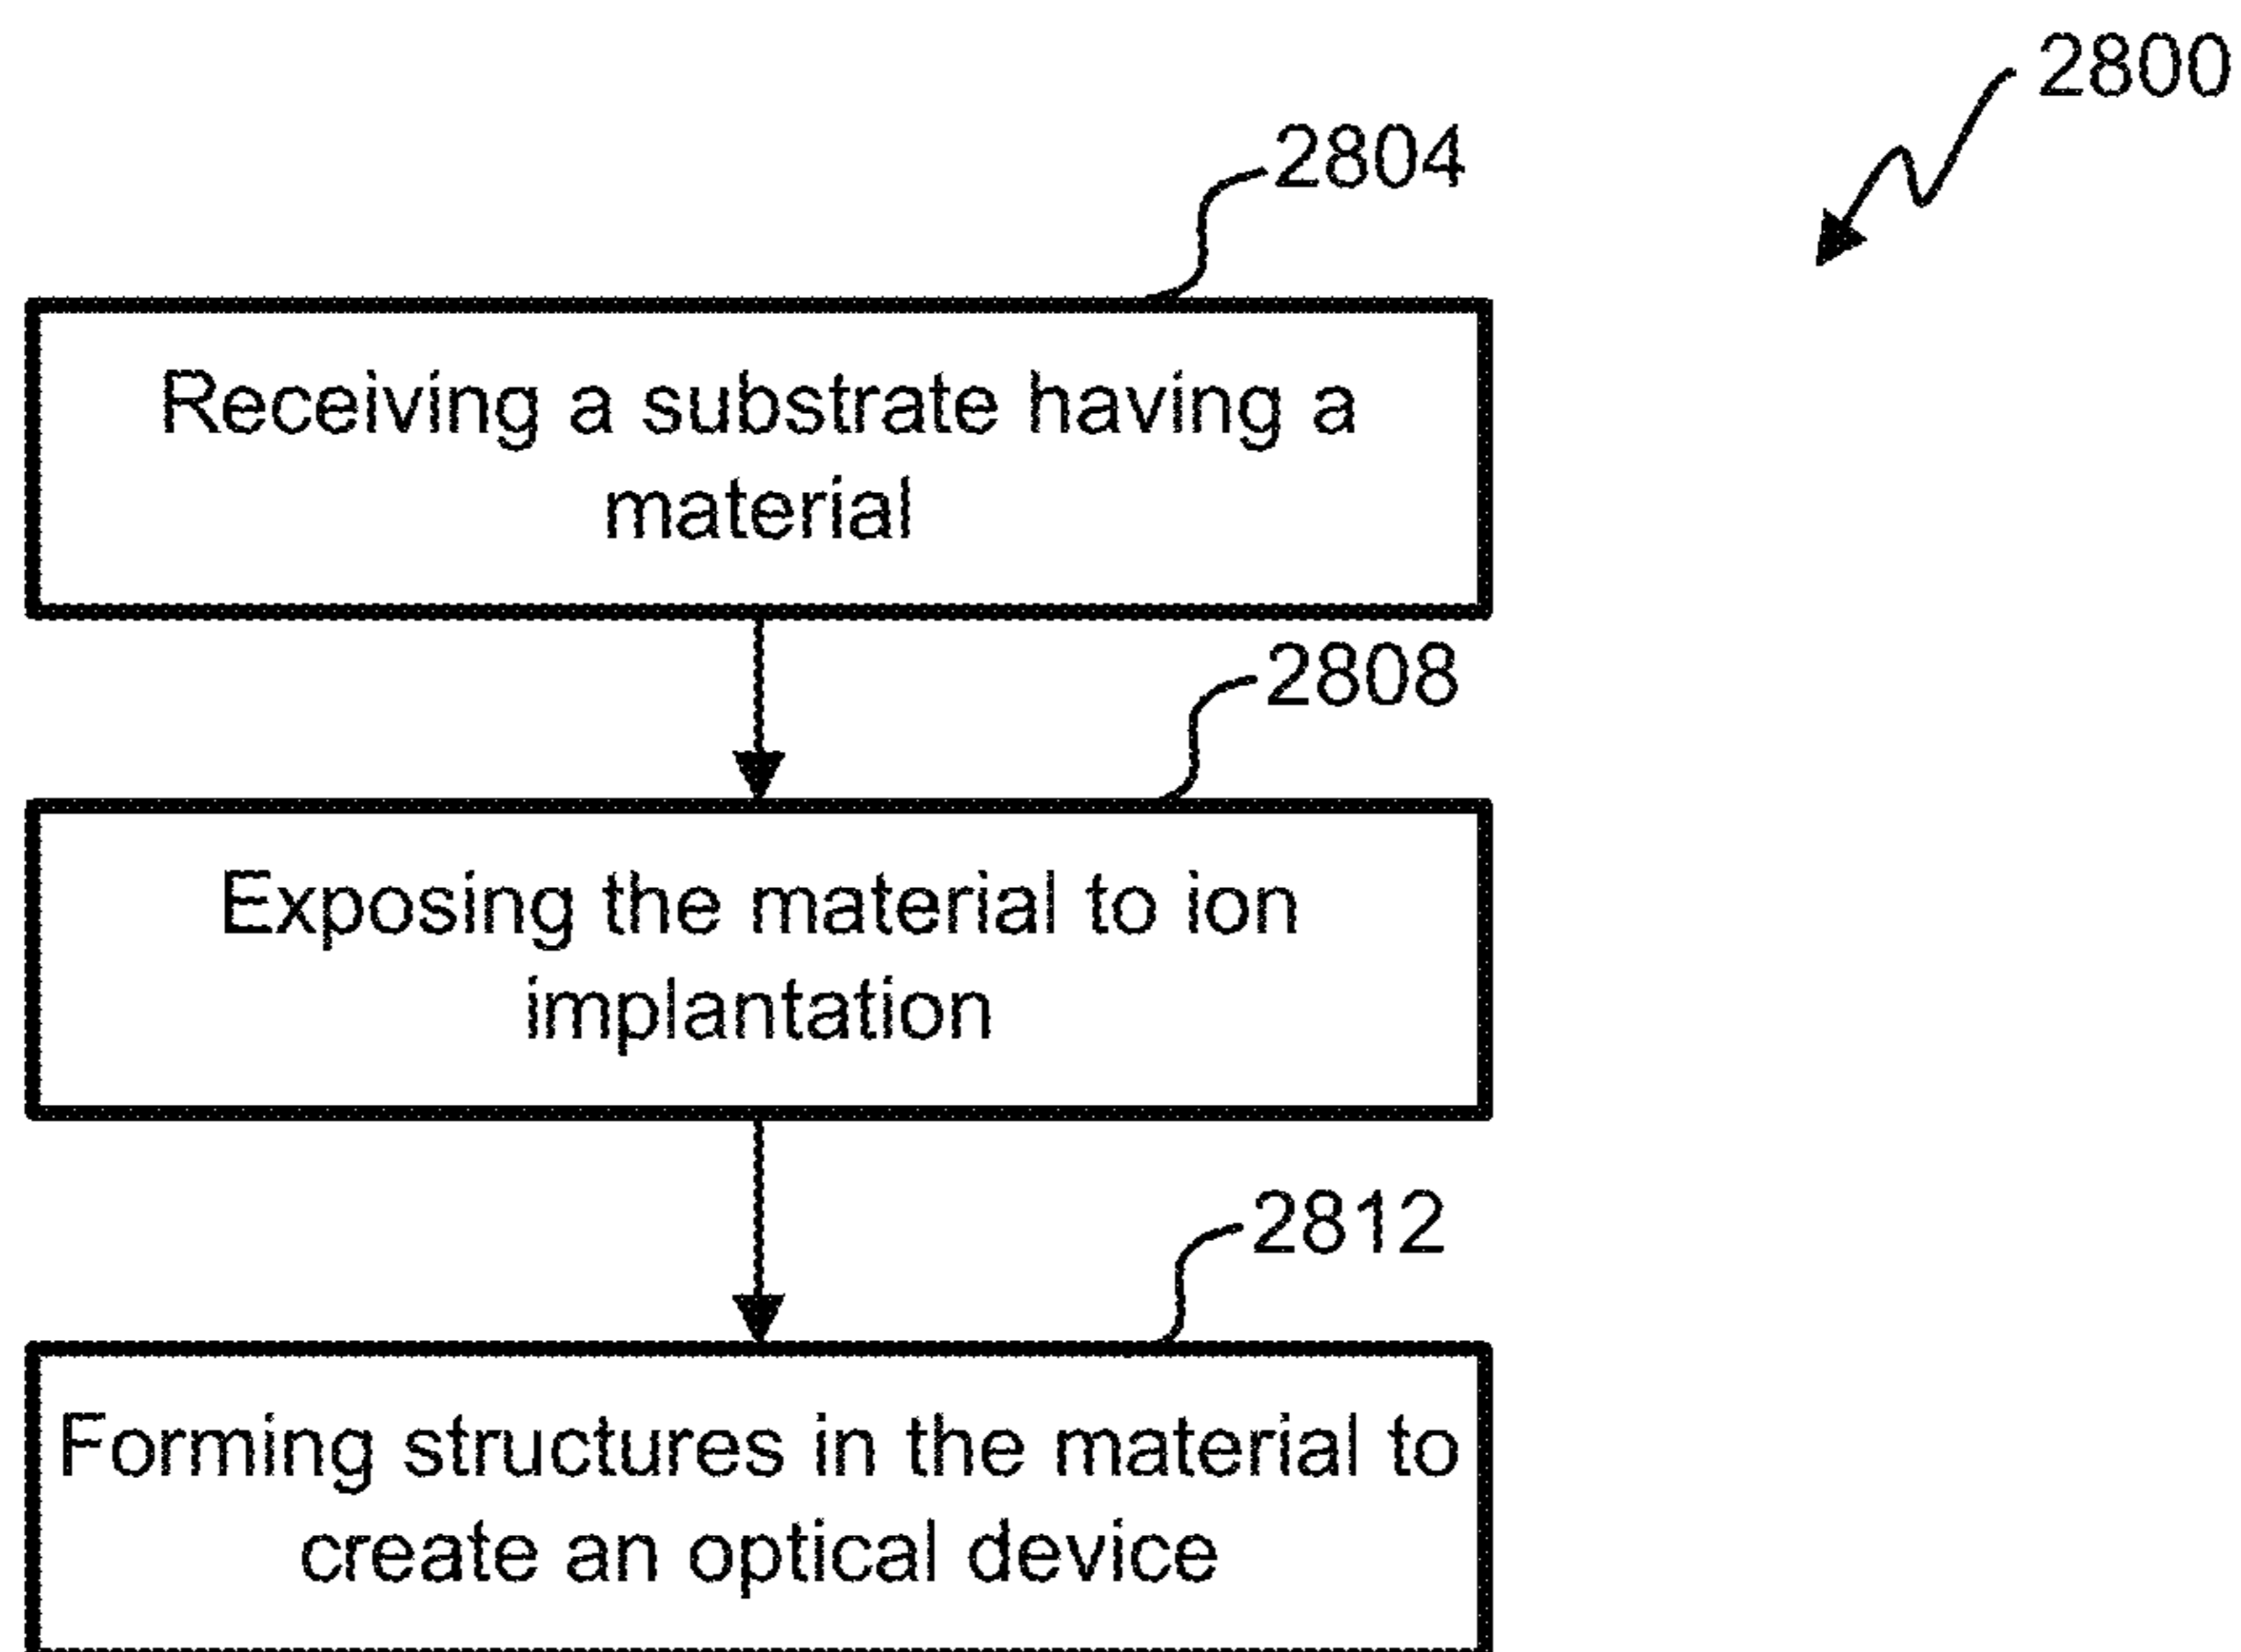 2800
2804
Receiving a substrate having a
material
2808
Exposing the material to ion
implantation
2812
Forming structures in the material to
create an optical device